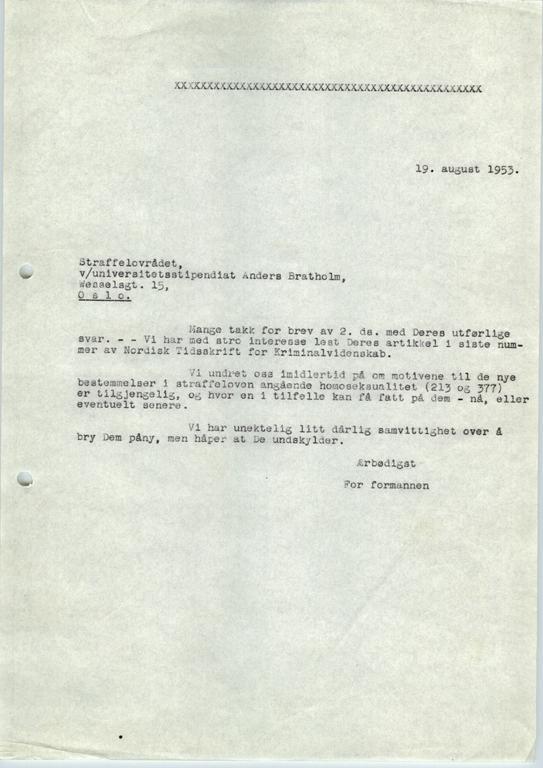 XXXXXXXXXXXXXXXXXXXXXXXXXXXXXXXXXXXXXXXXXXXXXXX
19. august 1953.
Straffelovrådet,
v/universitetsstipendiat Anders Bratholm,
Wesselsgt. 15,
O s l o.
Mange takk for brev av 2. ds. med Deres utførlige
svar. - - Vi har med stro interesse lest Deres artikkel i siste num-
mer av Nordisk Tidsskrift for Kriminalvidenskab.
Vi undret oss imidlertid på om motivene til de nye
bestemmelser i straffeloven angående homoseksualitet (213 og 377)
er tilgjengelig, og hvor en i tilfelle kan få fatt på dem - nå, eller
eventuelt senere.
Vi har unektelig litt dårlig samvittighet over å
bry Dem påny, men håper at De undskylder.
Ærbødigst
For formannen